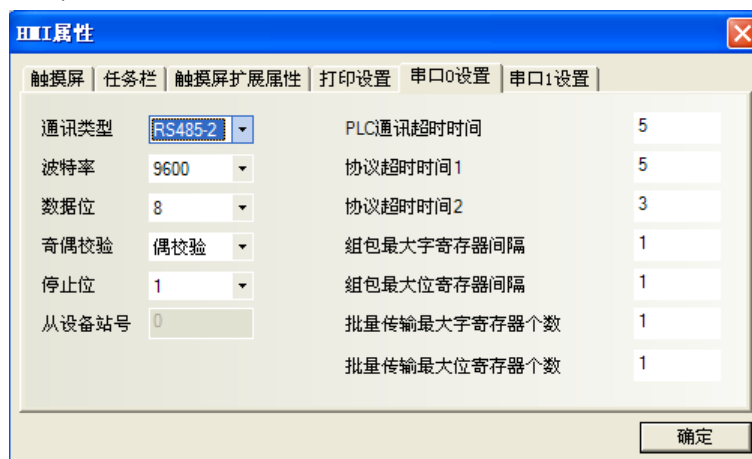 HMI属性
触摸屏 任务栏 触摸屏扩展属性 打印设置 串口0设置 串口1设置
通讯类型 RS485-2 PLC通讯超时时间 5
波特率 9600 协议超时时间1 5
数据位 8 协议超时时间2 3
奇偶校验 偶校验 组包最大字寄存器间隔 1
停止位 1 组包最大位寄存器间隔 1
从设备站号 0 批量传输最大字寄存器个数 1
批量传输最大位寄存器个数 1
确定